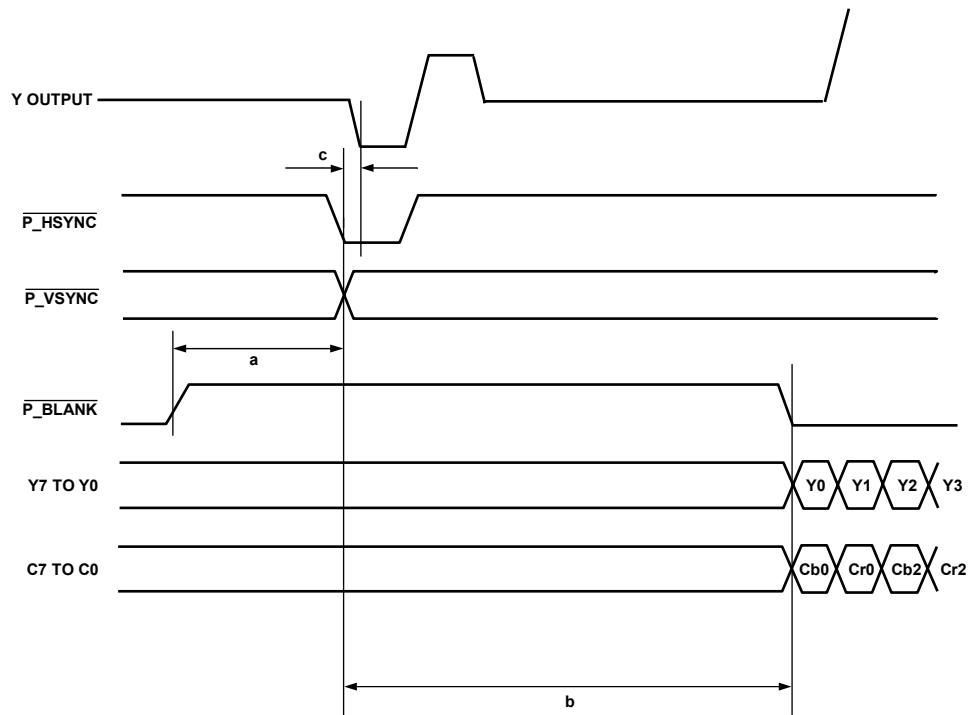 Y OUTPUT
c
P_HSYNC
P_VSYNC
a
P_BLANK
Y7 TO Y0
Y0 Y1 Y2 Y3
C7 TO C0
Cb0 Cr0 Cb2 Cr2
b